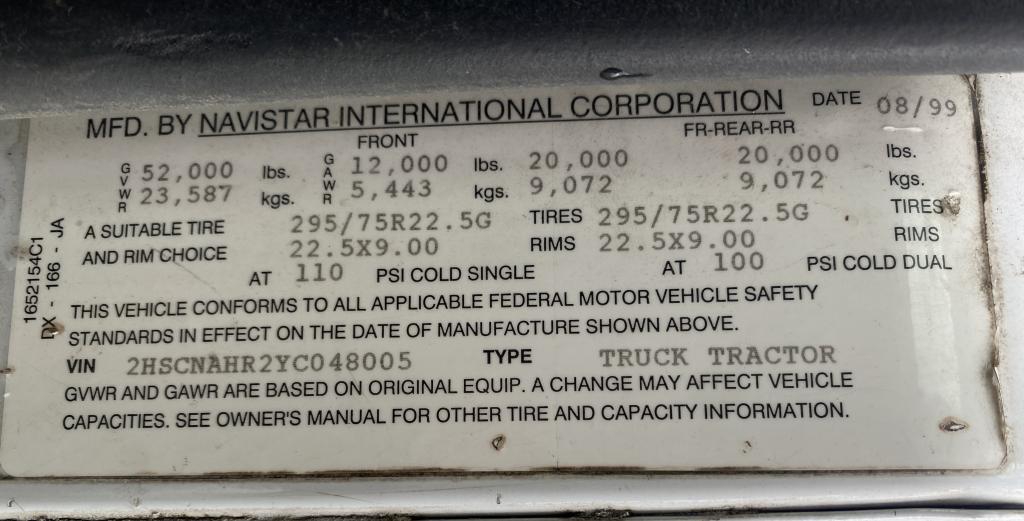 MFD. BY NAVISTAR INTERNATIONAL CORPORATION DATE 08/99
FRONT FR-REAR-RR
GVWR 52,000 lbs. GAWR 12,000 lbs. 20,000 20,000 lbs.
23,587 kgs. 5,443 kgs. 9,072 9,072 kgs.
A SUITABLE TIRE 295/75R22.5G TIRES 295/75R22.5G TIRES
AND RIM CHOICE 22.5X9.00 RIMS 22.5X9.00 RIMS
AT 110 PSI COLD SINGLE AT 100 PSI COLD DUAL
THIS VEHICLE CONFORMS TO ALL APPLICABLE FEDERAL MOTOR VEHICLE SAFETY
STANDARDS IN EFFECT ON THE DATE OF MANUFACTURE SHOWN ABOVE.
VIN 2HSCNAHR2YC048005 TYPE TRUCK TRACTOR
GVWR AND GAWR ARE BASED ON ORIGINAL EQUIP. A CHANGE MAY AFFECT VEHICLE
CAPACITIES. SEE OWNER'S MANUAL FOR OTHER TIRE AND CAPACITY INFORMATION.
1652154C1
DX - 166 - JA